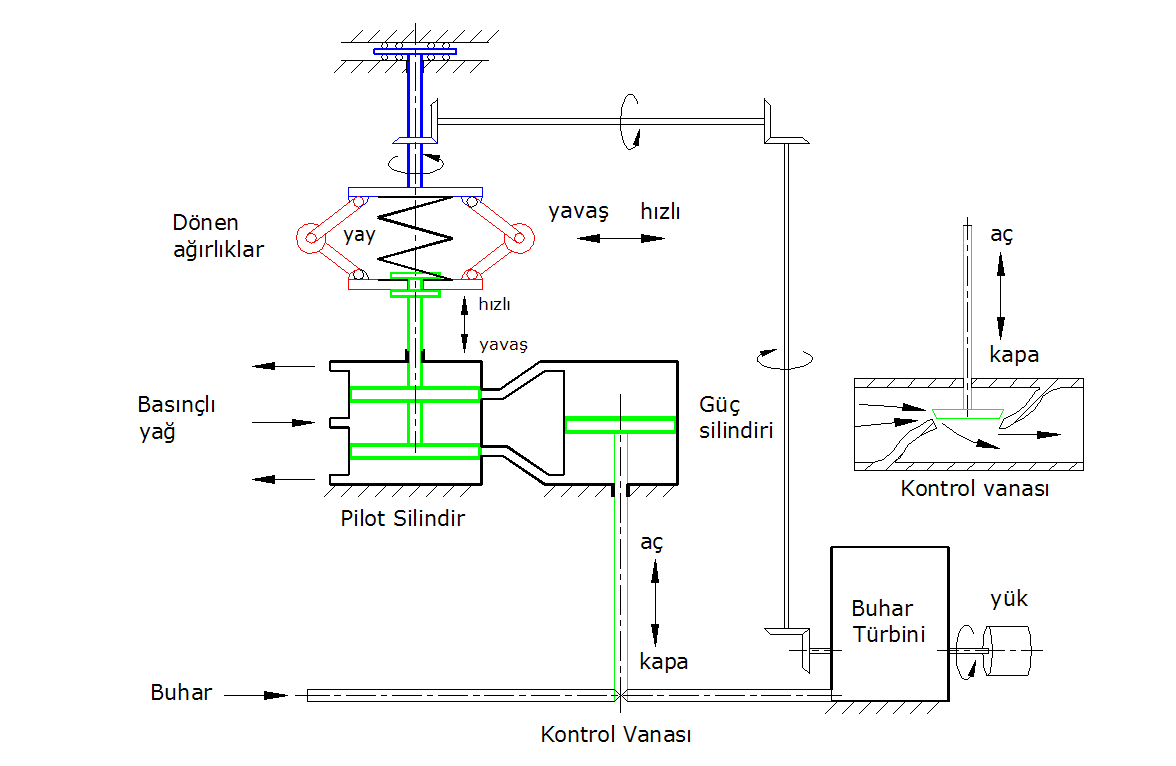 Dönen
ağırlıklar
yay
yavaş
hızlı
hızlı
yavaş
aç
kapa
Basınçlı
yağ
Güç
silindiri
Pilot Silindir
Kontrol vanası
aç
kapa
Buhar
Türbini
yük
Buhar
Kontrol Vanası